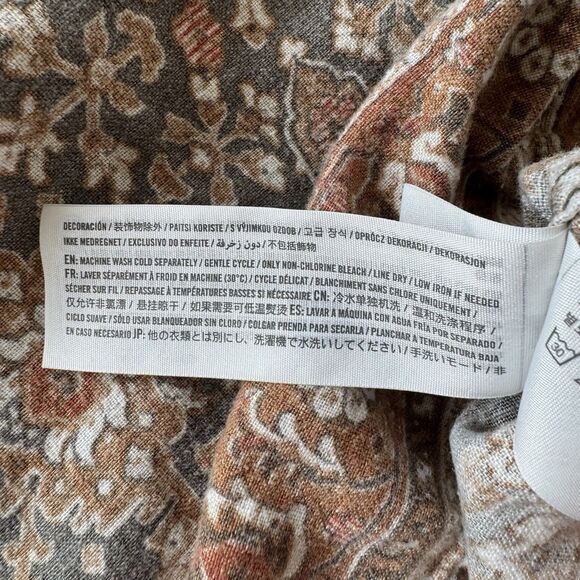 DECORACIÓN / 装饰物除外 / PAITSI KORISTE / S VÝJIMKOU OZDOB / 고급 장식 / OPRÓCZ DEKORACJI / DEKORASJON
IKKE MEDREGNET / EXCLUSIVO DO ENFEITE / دون زخرفة / 不包括飾物
EN: MACHINE WASH COLD SEPARATELY / GENTLE CYCLE / ONLY NON-CHLORINE BLEACH / LINE DRY / LOW IRON IF NEEDED
FR: LAVER SÉPARÉMENT À FROID EN MACHINE (30°C) / CYCLE DÉLICAT / BLANCHIMENT SANS CHLORE UNIQUEMENT /
SÉCHER SUR FIL / REPASSAGE À TEMPÉRATURES BASSES SI NÉCESSAIRE CN: 冷水单独机洗 / 温和洗涤程序 /
仅允许非氯漂 / 悬挂晾干 / 如果需要可低温熨烫 ES: LAVAR A MÁQUINA CON AGUA FRÍA POR SEPARADO /
CICLO SUAVE / SÓLO USAR BLANQUEADOR SIN CLORO / COLGAR PRENDA PARA SECARLA / PLANCHAR A TEMPERATURA BAJA
EN CASO NECESARIO JP: 他の衣類とは別にし、洗濯機で水洗いしてください / 手洗いモード / 非
30